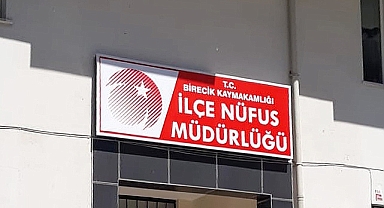 T.C.
BİRECİK KAYMAKAMLIĞI
İLÇE NÜFUS
MÜDÜRLÜĞÜ